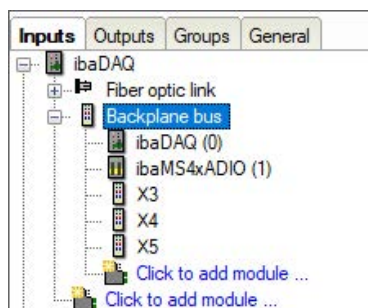 Inputs Outputs Groups General
ibaDAQ
Fiber optic link
Backplane bus
ibaDAQ (0)
ibaMS4xADIO (1)
X3
X4
X5
Click to add module ...
Click to add module ...